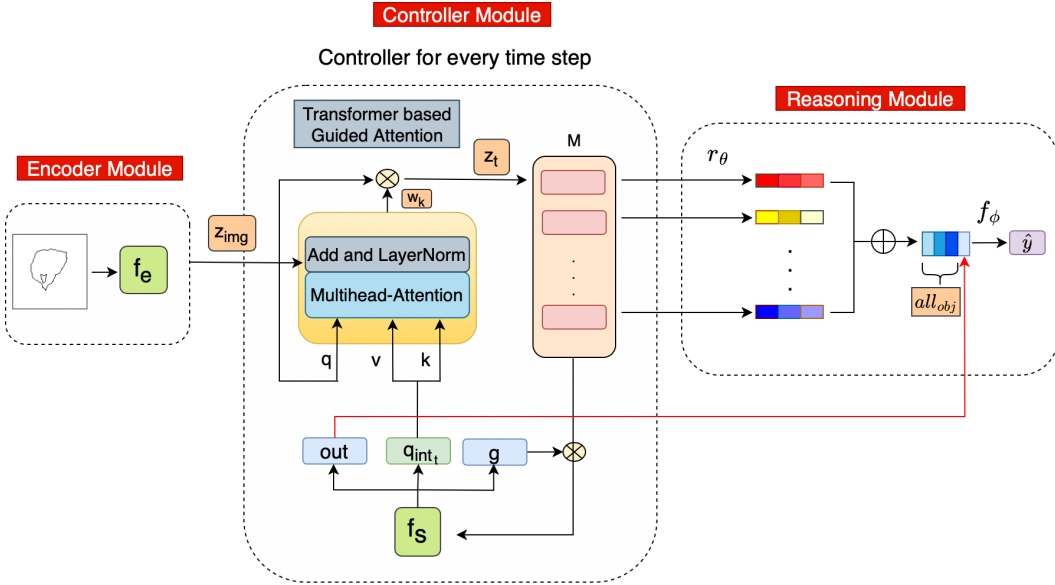 Controller Module
Controller for every time step
Reasoning Module
Encoder Module
Transformer based
Guided Attention
z_t
M
r_θ
w_k
z_img
f_e
Add and LayerNorm
Multihead-Attention
f_ϕ
ŷ
all_obj
q
v
k
out
q_int_t
g
f_s